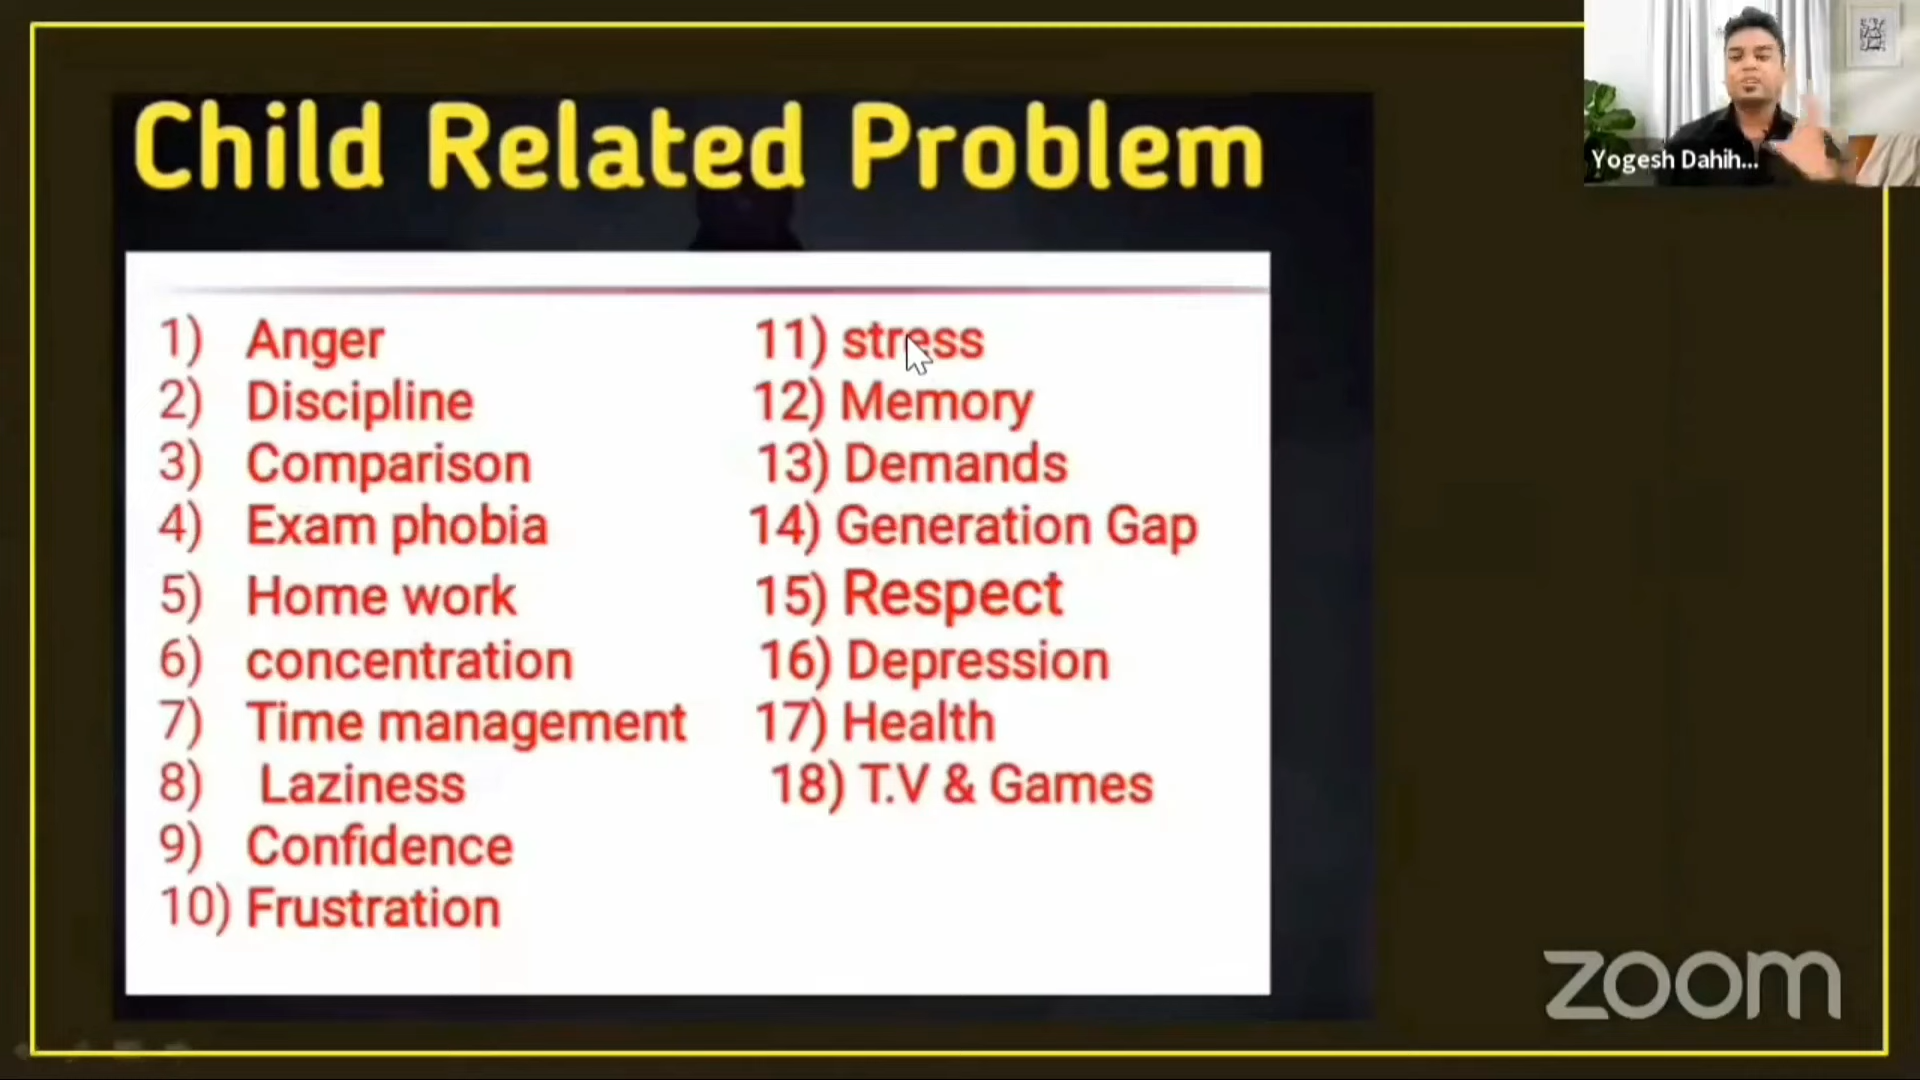 Child Related Problem
1) Anger
2) Discipline
3) Comparison
4) Exam phobia
5) Home work
6) concentration
7) Time management
8) Laziness
9) Confidence
10) Frustration
11) stress
12) Memory
13) Demands
14) Generation Gap
15) Respect
16) Depression
17) Health
18) T.V & Games
Yogesh Dahih...
zoom